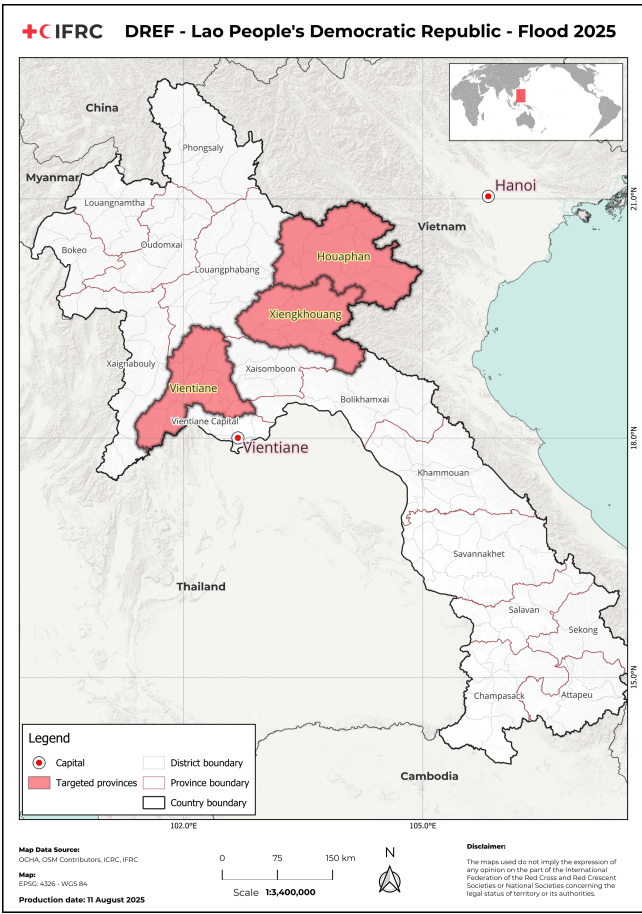 IFRC
DREF - Lao People's Democratic Republic - Flood 2025
China
Phongsaly
Myanmar
Hanoi
21.0°N
Louangnamtha
Vietnam
Bokeo
Oudomxai
Houaphan
Louangphabang
Xiengkhouang
Xaignabouly
Xaisomboon
Vientiane
Bolikhamxai
Vientiane Capital
18.0°N
Vientiane
Khammouan
Savannakhet
Thailand
Salavan
Sekong
15.0°N
Champasack
Attapeu
Cambodia
Legend
Capital
Targeted provinces
District boundary
Province boundary
Country boundary
102.0°E
105.0°E
Map Data Source:
OCHA, OSM Contributors, ICRC, IFRC
Map:
EPSG: 4326 - WGS 84
Production date: 11 August 2025
0 75 150 km
Scale 1:3,400,000
N
Disclaimer:
The maps used do not imply the expression of
any opinion on the part of the International
Federation of the Red Cross and Red Crescent
Societies or National Societies concerning the
legal status of territory or its authorities.